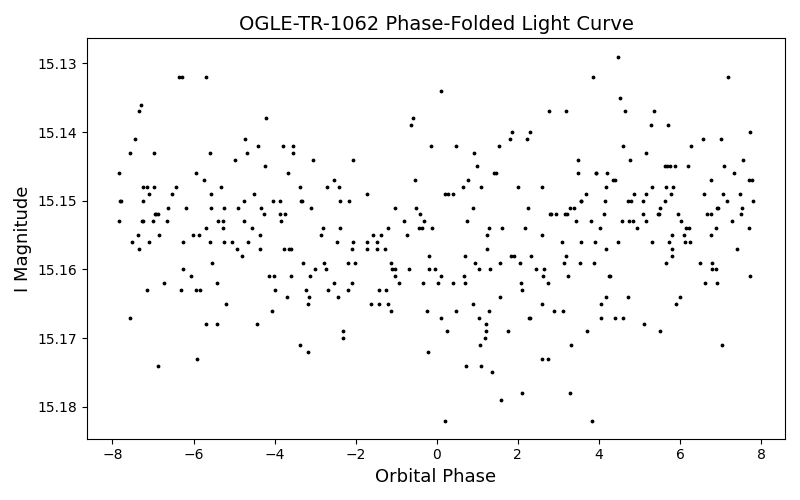 OGLE-TR-1062 Phase-Folded Light Curve
15.13
15.14
15.15
15.16
15.17
15.18
I Magnitude
−8 −6 −4 −2 0 2 4 6 8
Orbital Phase